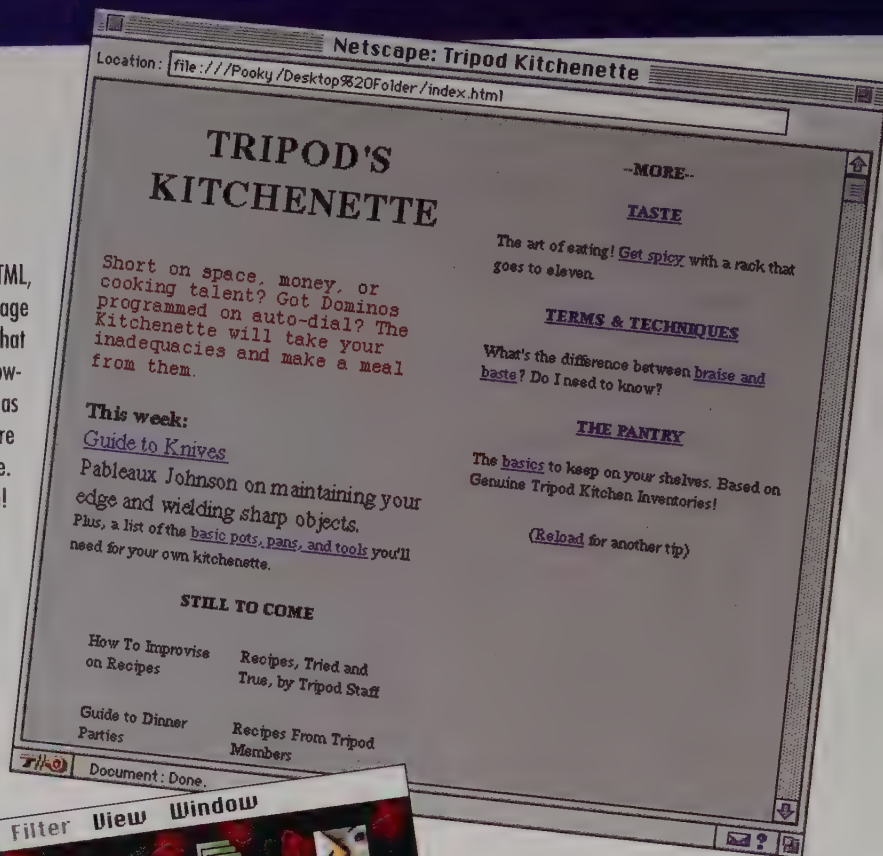 Netscape: Tripod Kitchenette
Location: file:///Pooky/Desktop%20Folder/index.html
TRIPOD'S
KITCHENETTE
Short on space, money, or
cooking talent? Got Dominos
programmed on auto-dial? The
Kitchenette will take your
inadequacies and make a meal
from them.
This week:
Guide to Knives
Pableaux Johnson on maintaining your
edge and wielding sharp objects.
Plus, a list of the basic pots, pans, and tools you'll
need for your own kitchenette.
STILL TO COME
How To Improvise
on Recipes
Recipes, Tried and
True, by Tripod Staff
Guide to Dinner
Parties
Recipes From Tripod
Members
--MORE--
TASTE
The art of eating! Get spicy with a rack that
goes to eleven.
TERMS & TECHNIQUES
What's the difference between braise and
baste? Do I need to know?
THE PANTRY
The basics to keep on your shelves. Based on
Genuine Tripod Kitchen Inventories!
(Reload for another tip)
Document: Done.
?
TML,
age
hat
ow-
as
re
e.
!
Filter View Window